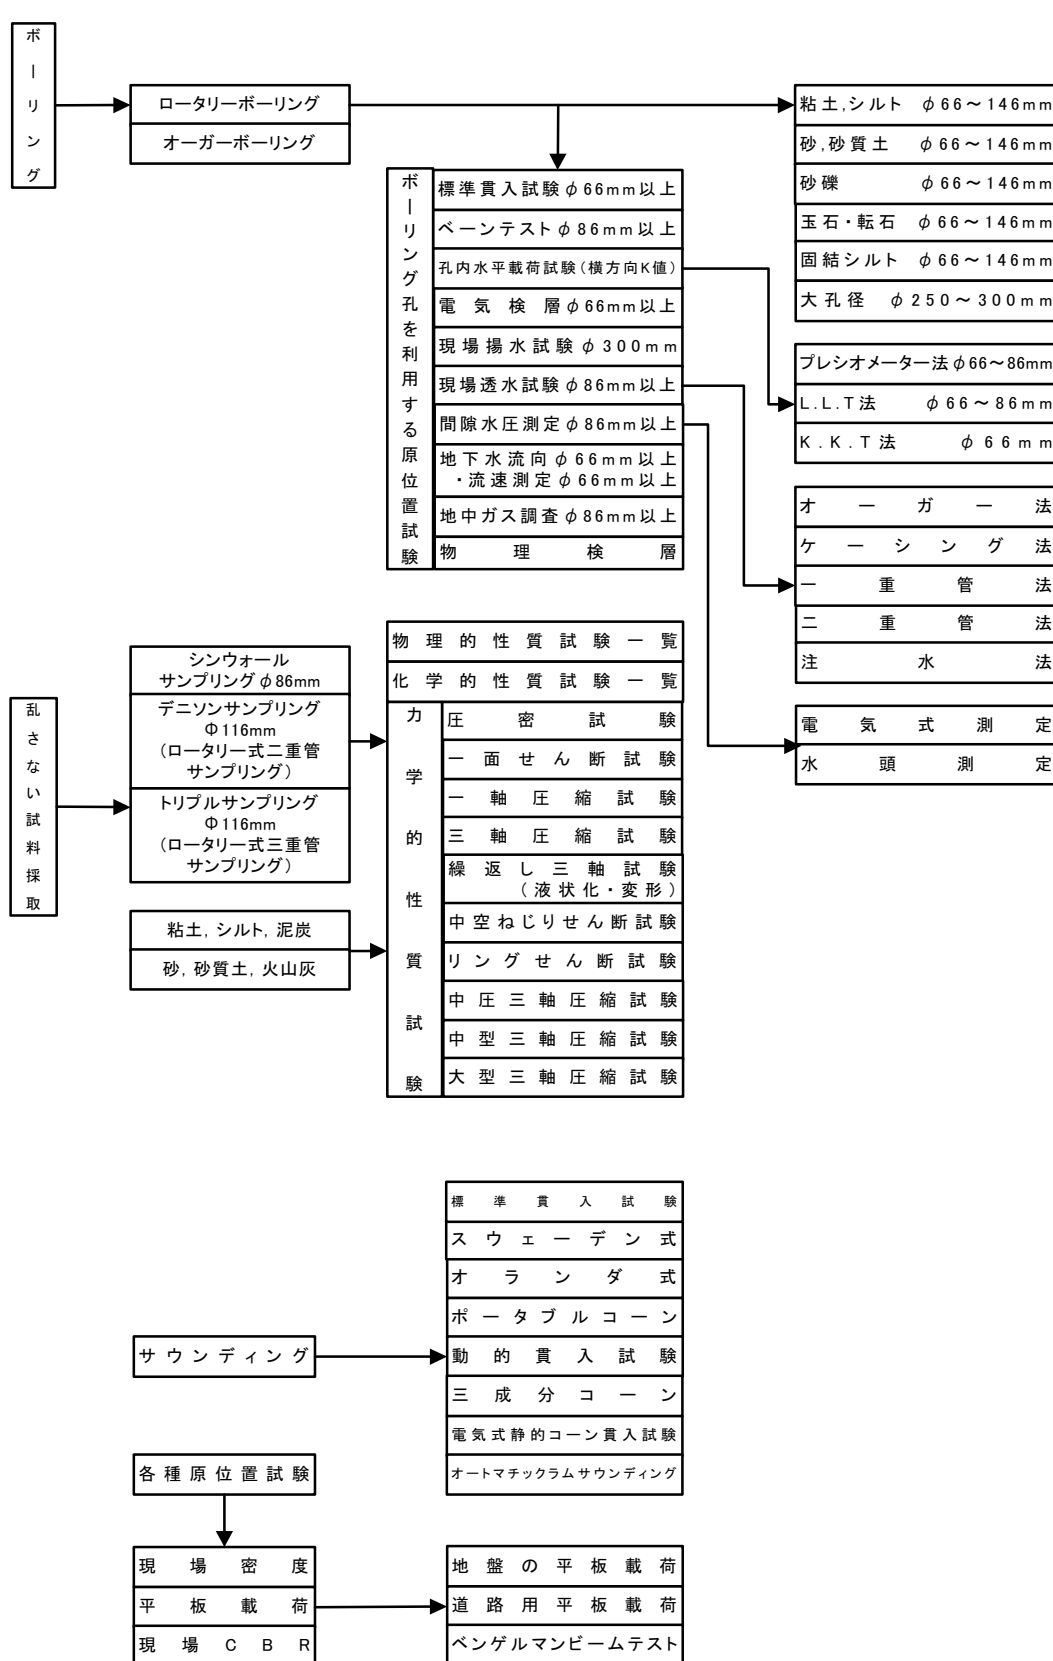 ボーリング
ロータリーボーリング
オーガーボーリング
粘土,シルト φ66～146mm
砂,砂質土 φ66～146mm
砂礫 φ66～146mm
玉石・転石 φ66～146mm
固結シルト φ66～146mm
大孔径 φ250～300mm
ボーリング孔を利用する原位置試験
標準貫入試験φ66mm以上
ベーンテストφ86mm以上
孔内水平載荷試験(横方向K値)
電気検層φ66mm以上
現場揚水試験φ300mm
現場透水試験φ86mm以上
間隙水圧測定φ86mm以上
地下水流向φ66mm以上
・流速測定φ66mm以上
地中ガス調査φ86mm以上
物理検層
プレシオメーター法φ66～86mm
L.L.T法 φ66～86mm
K.K.T法 φ66mm
オーガー法
ケーシング法
一重管法
二重管法
注水法
電気式測定
水頭測定
乱さない試料採取
シンウォール
サンプリングφ86mm
デニソンサンプリング
Φ116mm
(ロータリー式二重管
サンプリング)
トリプルサンプリング
Φ116mm
(ロータリー式三重管
サンプリング)
粘土,シルト,泥炭
砂,砂質土,火山灰
物理的性質試験一覧
化学的性質試験一覧
力学的性質試験
圧密試験
一面せん断試験
一軸圧縮試験
三軸圧縮試験
繰返し三軸試験
(液状化・変形)
中空ねじりせん断試験
リングせん断試験
中圧三軸圧縮試験
中型三軸圧縮試験
大型三軸圧縮試験
サウンディング
標準貫入試験
スウェーデン式
オランダ式
ポータブルコーン
動的貫入試験
三成分コーン
電気式静的コーン貫入試験
オートマチックラムサウンディング
各種原位置試験
現場密度
平板載荷
現場CBR
地盤の平板載荷
道路用平板載荷
ベンゲルマンビームテスト